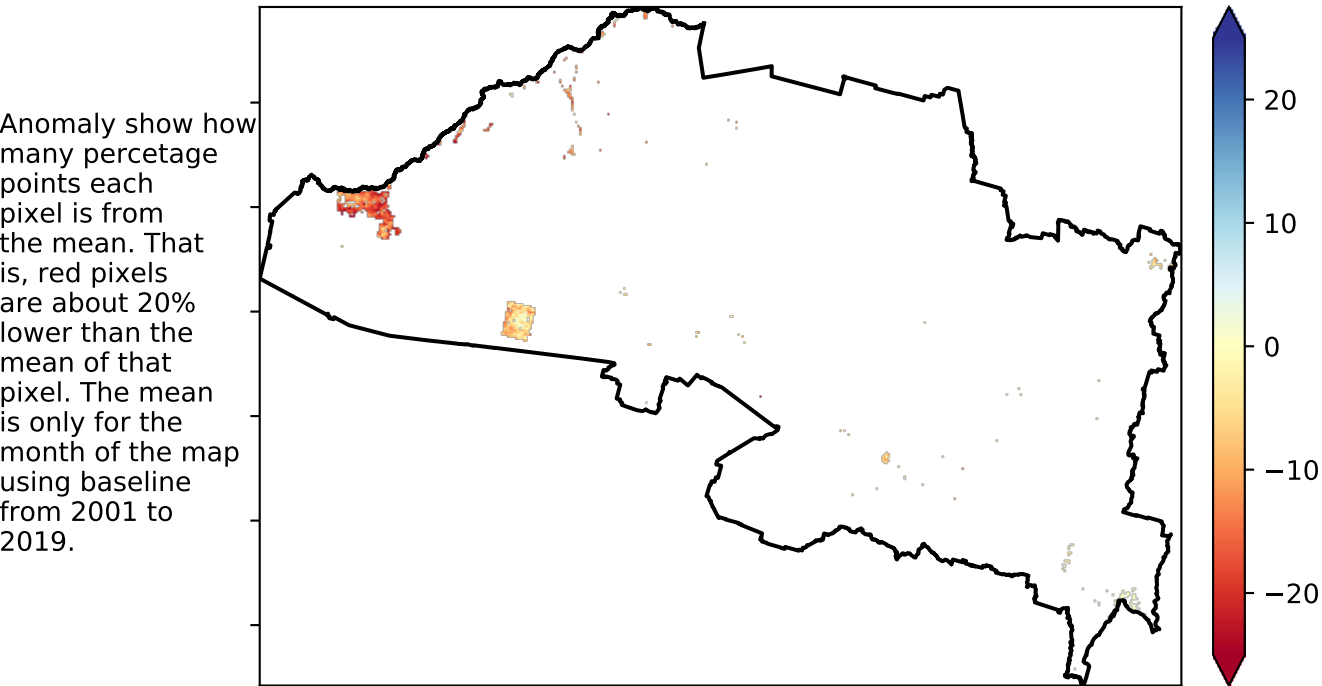 Anomaly show how
many percetage
points each
pixel is from
the mean. That
is, red pixels
are about 20%
lower than the
mean of that
pixel. The mean
is only for the
month of the map
using baseline
from 2001 to
2019.
20
10
0
−10
−20